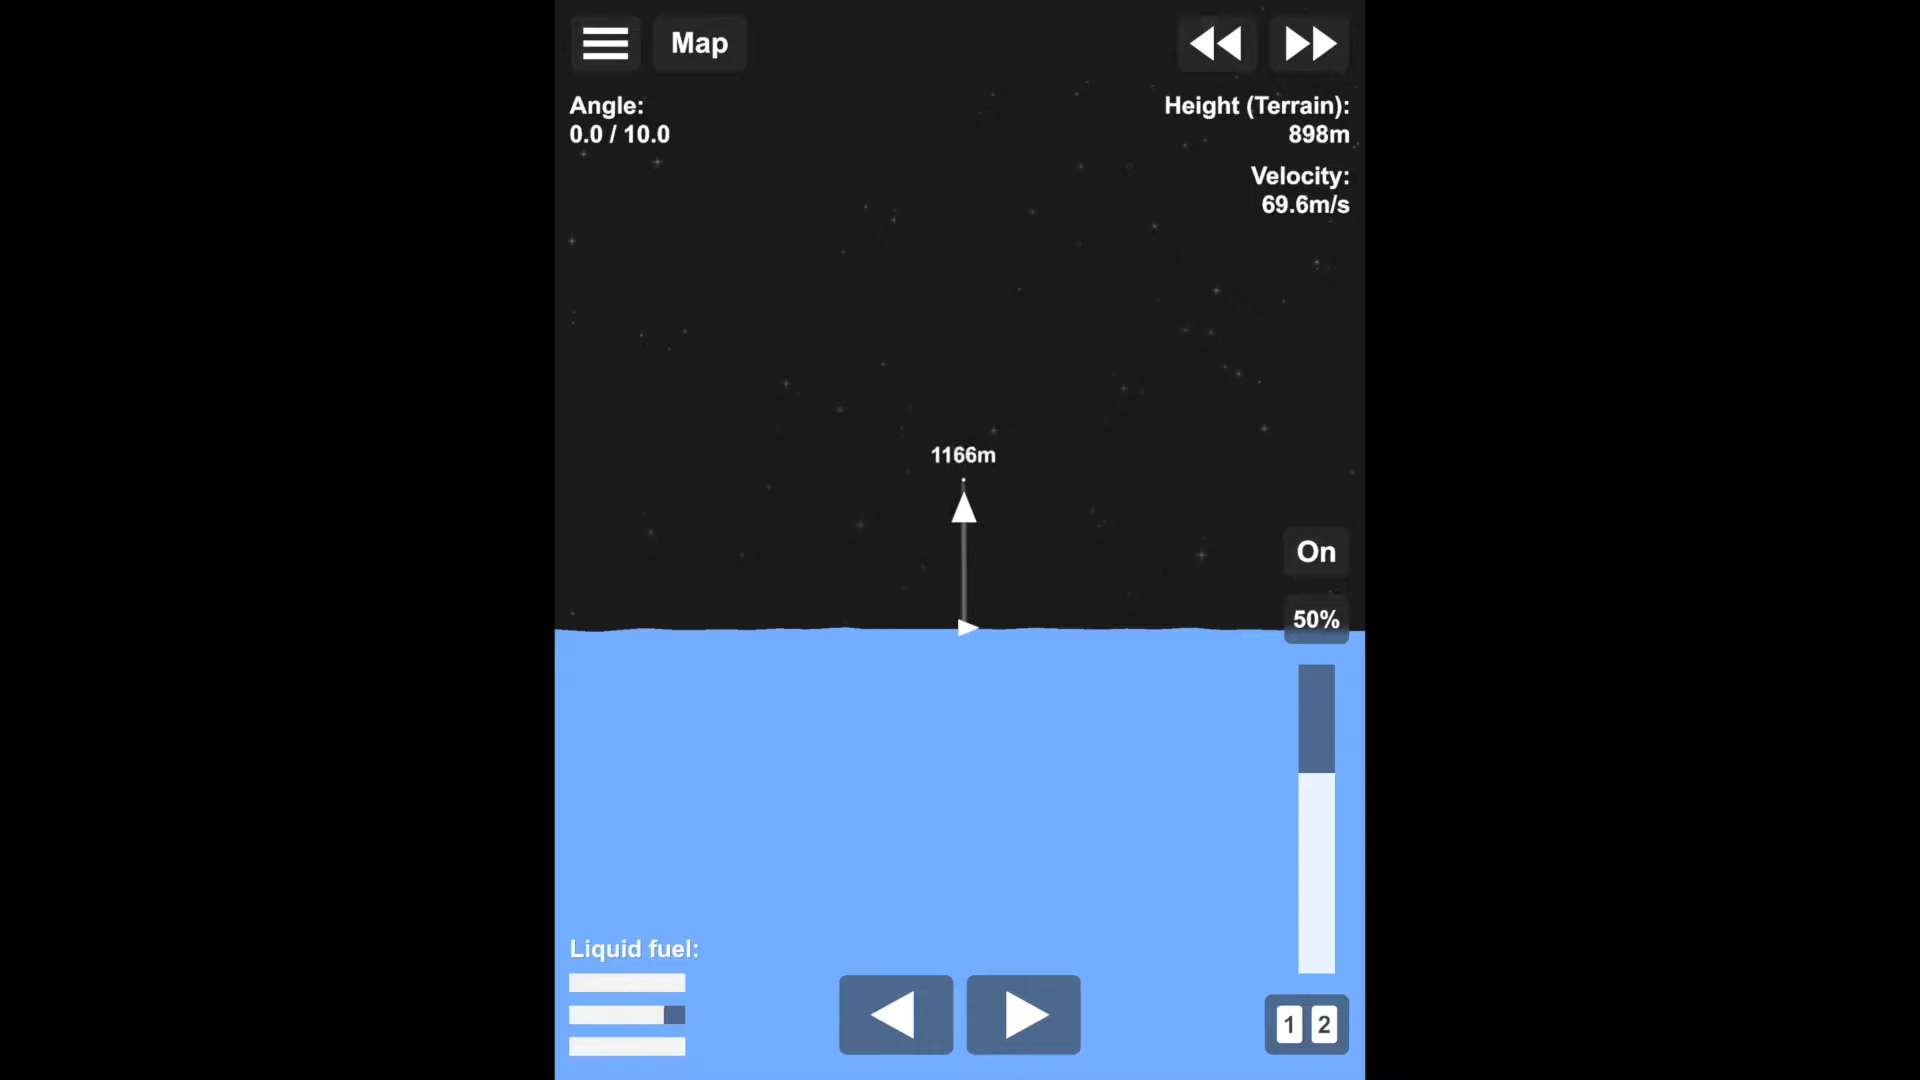 Map
Angle:
0.0 / 10.0
Height (Terrain):
898m
Velocity:
69.6m/s
1166m
On
50%
Liquid fuel:
1 2